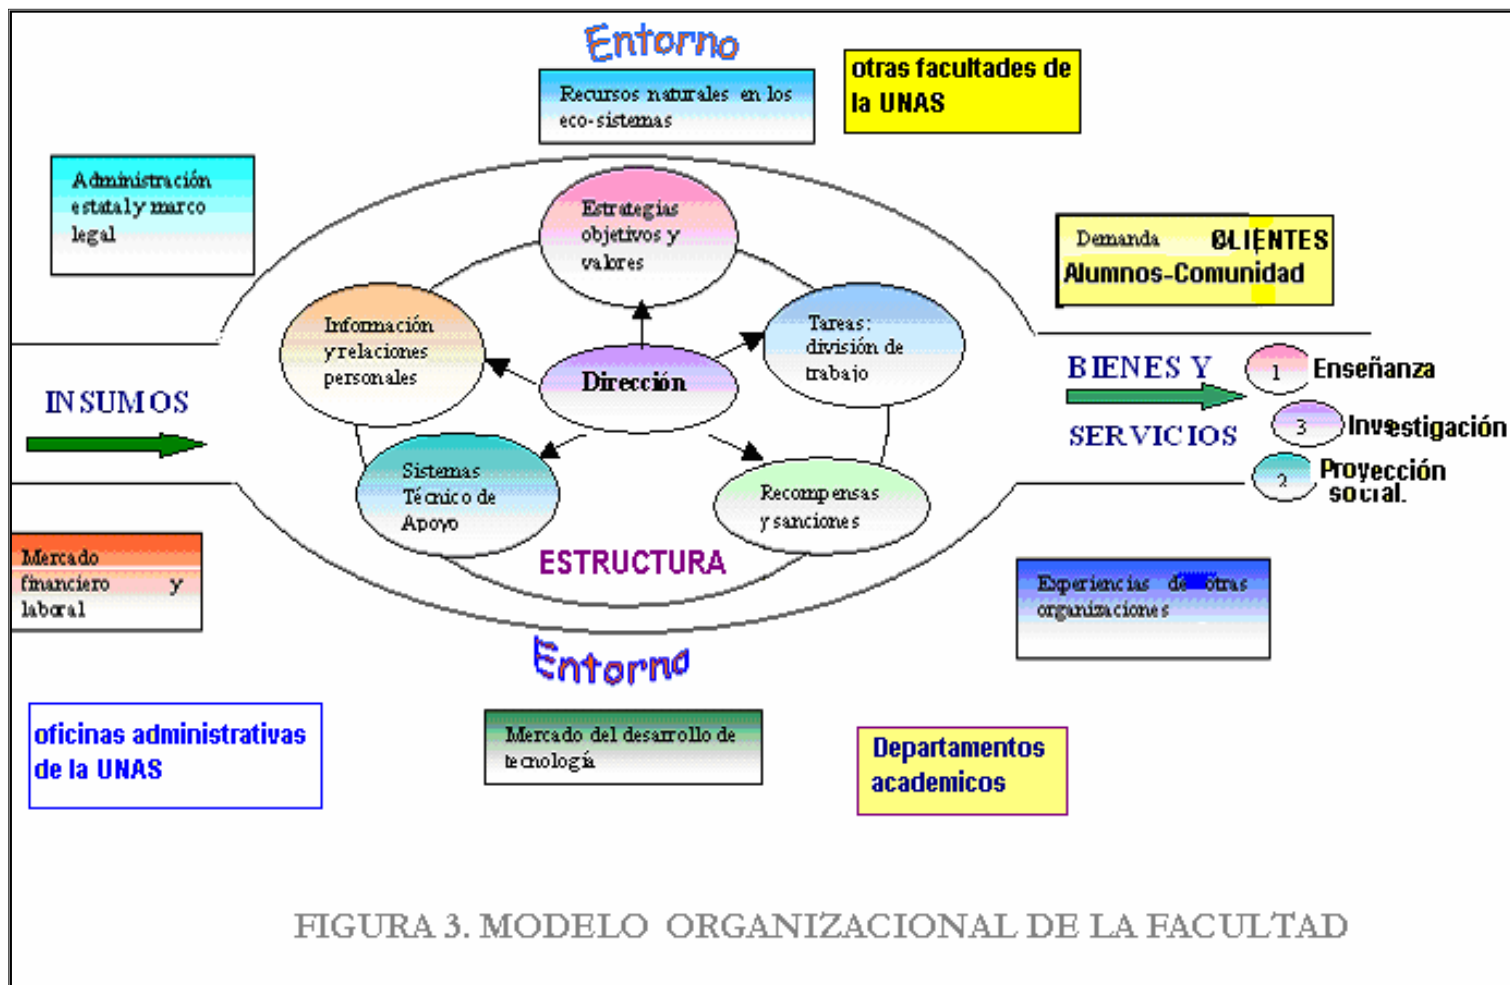 Entorno
Recursos naturales en los
eco-sistemas
otras facultades de
la UNAS
Administración
estatal y marco
legal
Estrategias
objetivos y
valores
Demanda CLIENTES
Alumnos-Comunidad
Información
y relaciones
personales
Tareas:
división de
trabajo
Dirección
INSUMOS
BIENES Y
SERVICIOS
1 Enseñanza
3 Investigación
2 Proyección
social.
Sistemas
Técnico de
Apoyo
Recompensas
y sanciones
ESTRUCTURA
Mercado
financiero y
laboral
Experiencias de otras
organizaciones
Entorno
oficinas administrativas
de la UNAS
Mercado del desarrollo de
tecnología
Departamentos
academicos
FIGURA 3. MODELO ORGANIZACIONAL DE LA FACULTAD